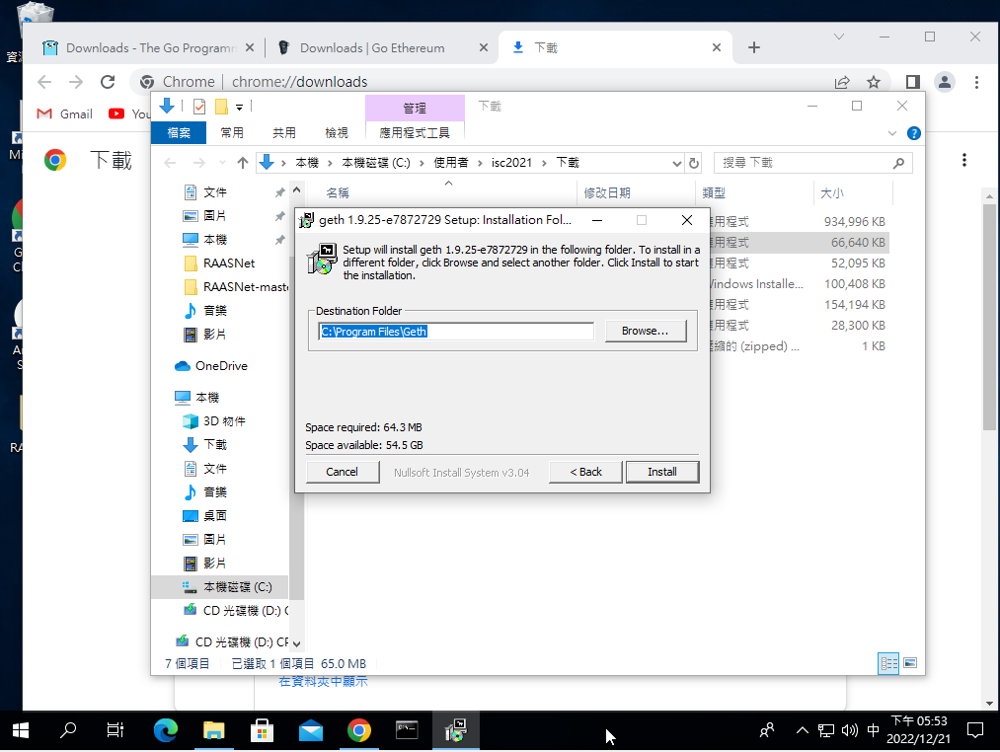 資源
Downloads - The Go Programm
Downloads | Go Ethereum
下載
Chrome | chrome://downloads
Gmail
You
下載
管理
下載
檔案
常用
共用
檢視
應用程式工具
本機 › 本機磁碟 (C:) › 使用者 › isc2021 › 下載
搜尋 下載
名稱
修改日期
類型
大小
文件
圖片
本機
RAASNet
RAASNet-maste
音樂
影片
OneDrive
本機
3D 物件
下載
文件
音樂
桌面
圖片
影片
本機磁碟 (C:)
CD 光碟機 (D:) C
CD 光碟機 (D:) CP
應用程式 934,996 KB
應用程式 66,640 KB
應用程式 52,095 KB
Windows Installe... 100,408 KB
應用程式 154,194 KB
應用程式 28,300 KB
壓縮的 (zipped) ... 1 KB
geth 1.9.25-e7872729 Setup: Installation Fol...
Setup will install geth 1.9.25-e7872729 in the following folder. To install in a
different folder, click Browse and select another folder. Click Install to start
the installation.
Destination Folder
C:\Program Files\Geth
Browse...
Space required: 64.3 MB
Space available: 54.5 GB
Cancel
Nullsoft Install System v3.04
< Back
Install
7 個項目
已選取 1 個項目 65.0 MB
在資料夾中顯示
中
下午 05:53
2022/12/21